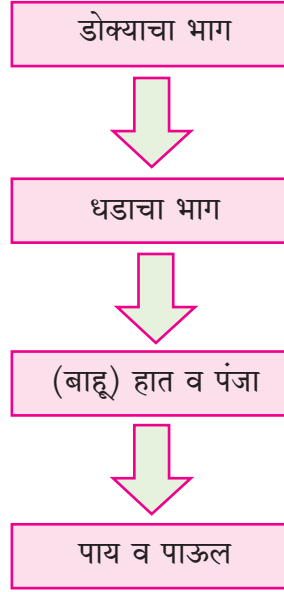 डोक्याचा भाग
धडाचा भाग
(बाहू) हात व पंजा
पाय व पाऊल